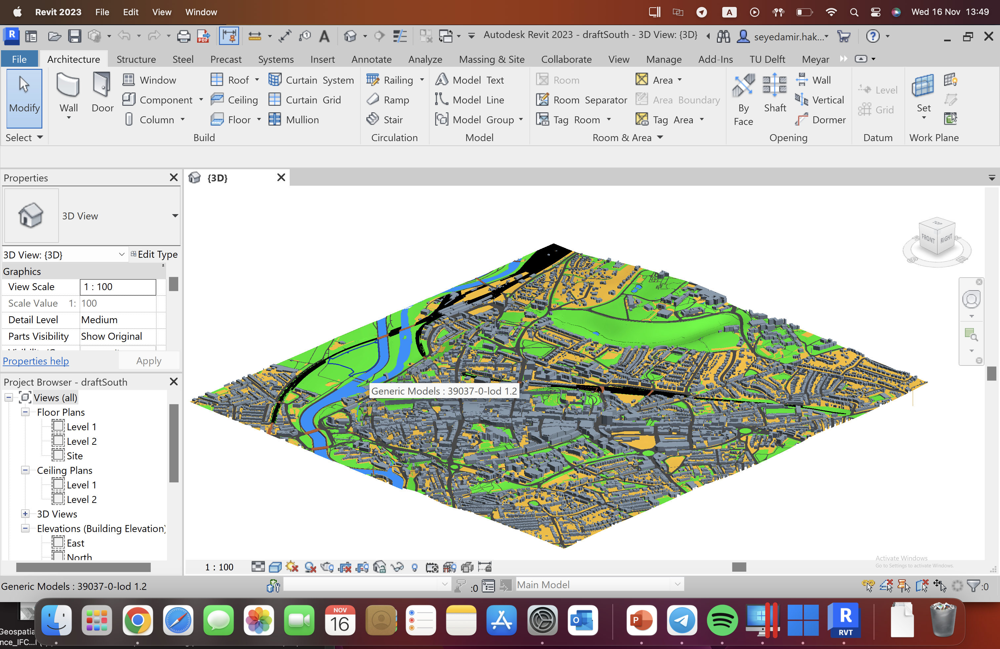 Revit 2023 File Edit View Window A Wed 16 Nov 13:49
R PDF A Autodesk Revit 2023 - draftSouth - 3D View: {3D} seyedamir.hak... ?
File Architecture Structure Steel Precast Systems Insert Annotate Analyze Massing & Site Collaborate View Manage Add-Ins TU Delft Meyar
Window Roof Curtain System Railing Model Text Room Area Wall
Component Ceiling Curtain Grid Ramp Model Line Room Separator Area Boundary Vertical Level
Modify Wall Door By Shaft Set
Face
Column Floor Mullion Stair Model Group Tag Room Tag Area Dormer Grid
Select Build Circulation Model Room & Area Opening Datum Work Plane
Properties
{3D}
3D View
3D View: {3D} Edit Type
Graphics
View Scale 1 : 100
Scale Value 1: 100
Detail Level Medium
Parts Visibility Show Original
Properties help Apply
Project Browser - draftSouth
Views (all)
Floor Plans
Level 1
Level 2
Site
Ceiling Plans
Level 1
Level 2
3D Views
Elevations (Building Elevation)
East
North
TOP
FRONT RIGHT
S E
Generic Models : 39037-0-lod 1.2
1 : 100
Activate Windows
Go to Settings to activate Windows.
Generic Models : 39037-0-lod 1.2 :0 Main Model :0
NOV
16
O
P
R
RVT
Geospatia
nce_IFC...l